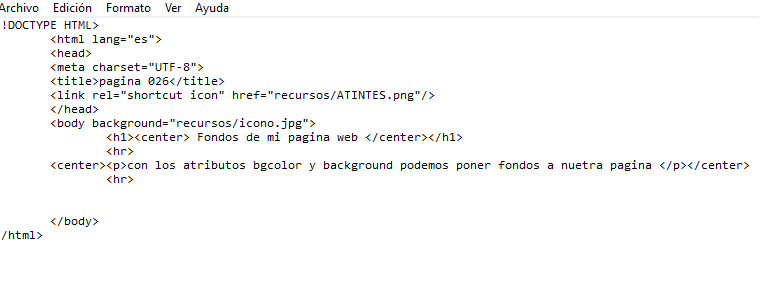 Archivo Edición Formato Ver Ayuda
!DOCTYPE HTML>
<html lang="es">
<head>
<meta charset="UTF-8">
<title>pagina 026</title>
<link rel="shortcut icon" href="recursos/ATINTES.png"/>
</head>
<body background="recursos/icono.jpg">
<h1><center> Fondos de mi pagina web </center></h1>
<hr>
<center><p>con los atributos bgcolor y background podemos poner fondos a nuetra pagina </p></center>
<hr>
</body>
/html>